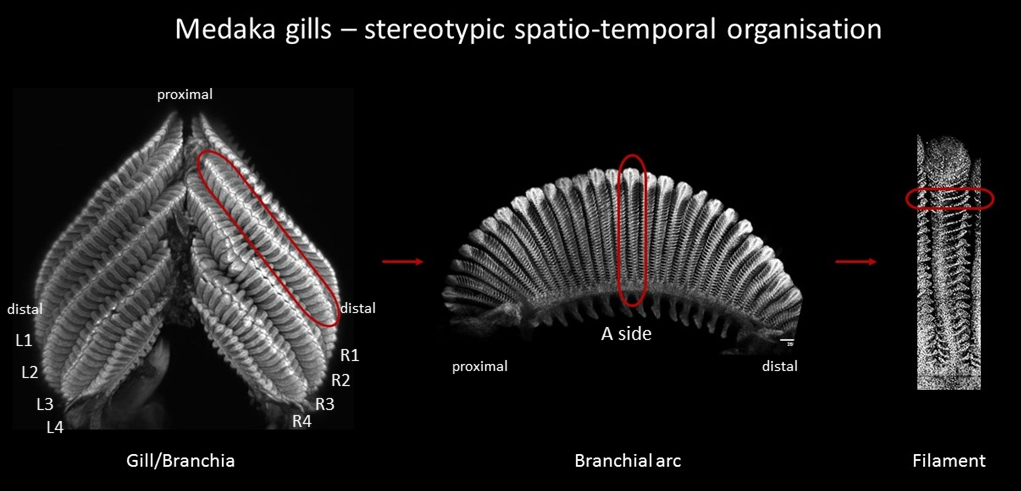 Medaka gills – stereotypic spatio-temporal organisation
proximal
distal
distal
L1
L2
L3
L4
R1
R2
R3
R4
A side
proximal
distal
Gill/Branchia
Branchial arc
Filament